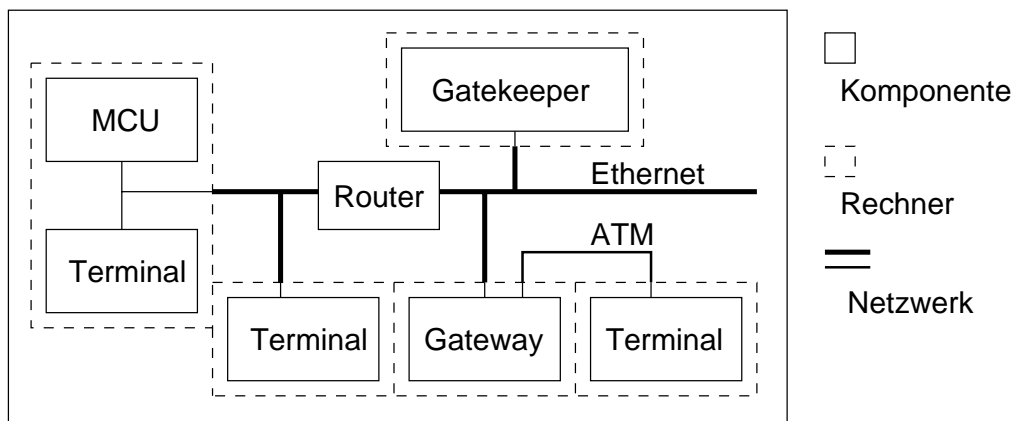 MCU
Terminal
Gatekeeper
Router
Ethernet
ATM
Terminal
Gateway
Terminal
Komponente
Rechner
Netzwerk